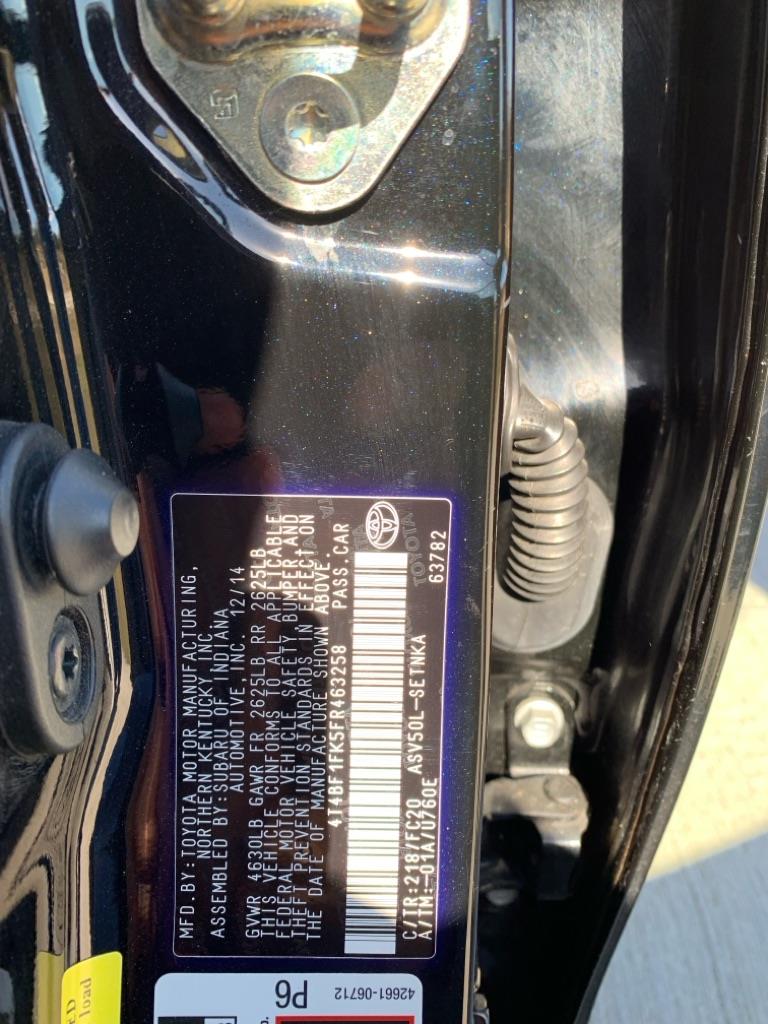 MFD.BY:TOYOTA MOTOR MANUFACTURING,
NORTHERN KENTUCKY, INC.
ASSEMBLED BY:SUBARU OF INDIANA
AUTOMOTIVE, INC. 12/14
GVWR 4630LB GAWR FR 2625LB RR 2625LB
THIS VEHICLE CONFORMS TO ALL APPLICABLE
FEDERAL MOTOR VEHICLE SAFETY BUMPER AND
THEFT PREVENTION STANDARDS IN EFFECT ON
THE DATE OF MANUFACTURE SHOWN ABOVE.
4T4BF1FK5FR463258 PASS.CAR
TOYOTA
C/TR:218/FC20 ASV50L-SETNKA
A/TM:-01A/U760E 63782
42661-06712
P6
load